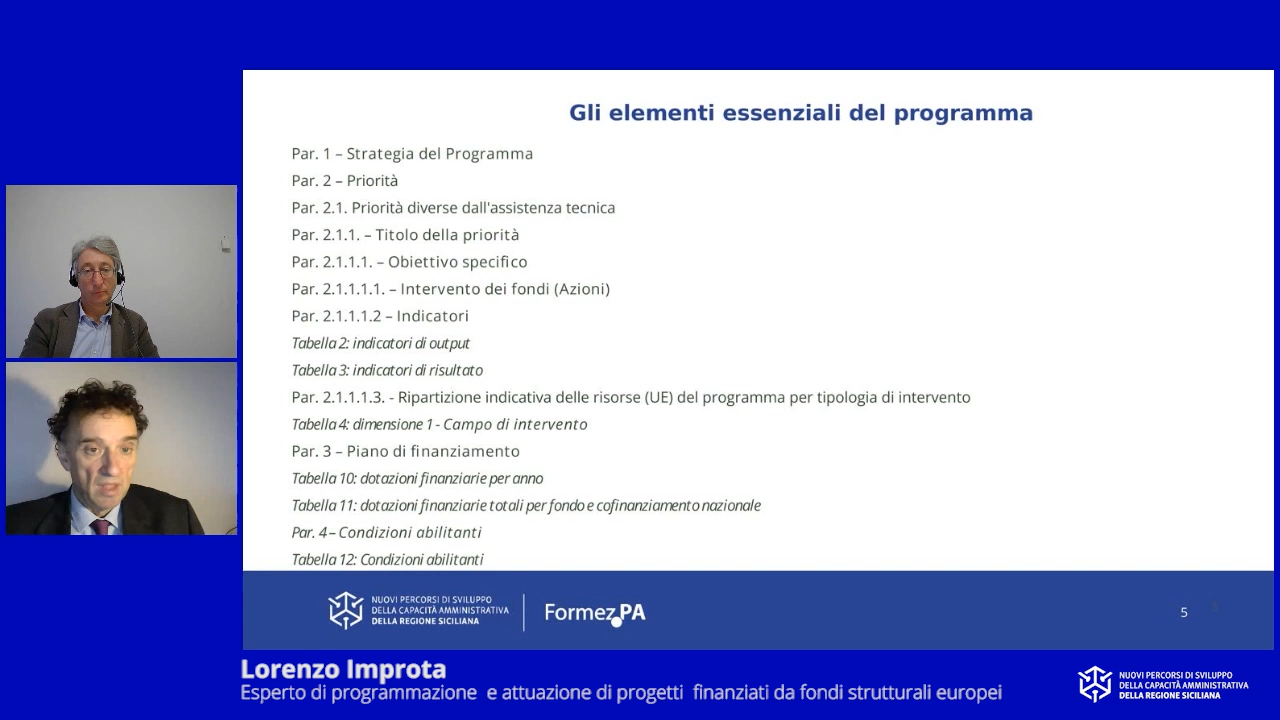 Gli elementi essenziali del programma
Par. 1 – Strategia del Programma
Par. 2 – Priorità
Par. 2.1. Priorità diverse dall'assistenza tecnica
Par. 2.1.1. – Titolo della priorità
Par. 2.1.1.1. – Obiettivo specifico
Par. 2.1.1.1.1. – Intervento dei fondi (Azioni)
Par. 2.1.1.1.2 – Indicatori
Tabella 2: indicatori di output
Tabella 3: indicatori di risultato
Par. 2.1.1.1.3. - Ripartizione indicativa delle risorse (UE) del programma per tipologia di intervento
Tabella 4: dimensione 1 - Campo di intervento
Par. 3 – Piano di finanziamento
Tabella 10: dotazioni finanziarie per anno
Tabella 11: dotazioni finanziarie totali per fondo e cofinanziamento nazionale
Par. 4 – Condizioni abilitanti
Tabella 12: Condizioni abilitanti
NUOVI PERCORSI DI SVILUPPO
DELLA CAPACITÀ AMMINISTRATIVA
DELLA REGIONE SICILIANA
Formez PA
5
Lorenzo Improta
Esperto di programmazione e attuazione di progetti finanziati da fondi strutturali europei
NUOVI PERCORSI DI SVILUPPO
DELLA CAPACITÀ AMMINISTRATIVA
DELLA REGIONE SICILIANA